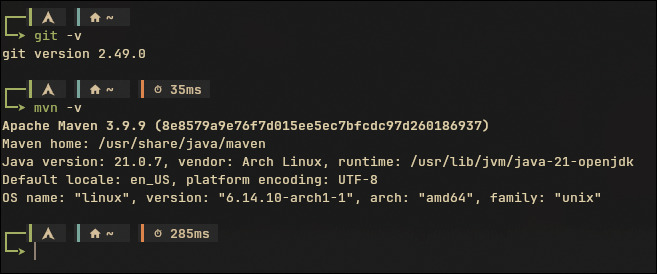 ~
git -v
git version 2.49.0
~ 35ms
mvn -v
Apache Maven 3.9.9 (8e8579a9e76f7d015ee5ec7bfcdc97d260186937)
Maven home: /usr/share/java/maven
Java version: 21.0.7, vendor: Arch Linux, runtime: /usr/lib/jvm/java-21-openjdk
Default locale: en_US, platform encoding: UTF-8
OS name: "linux", version: "6.14.10-arch1-1", arch: "amd64", family: "unix"
~ 285ms